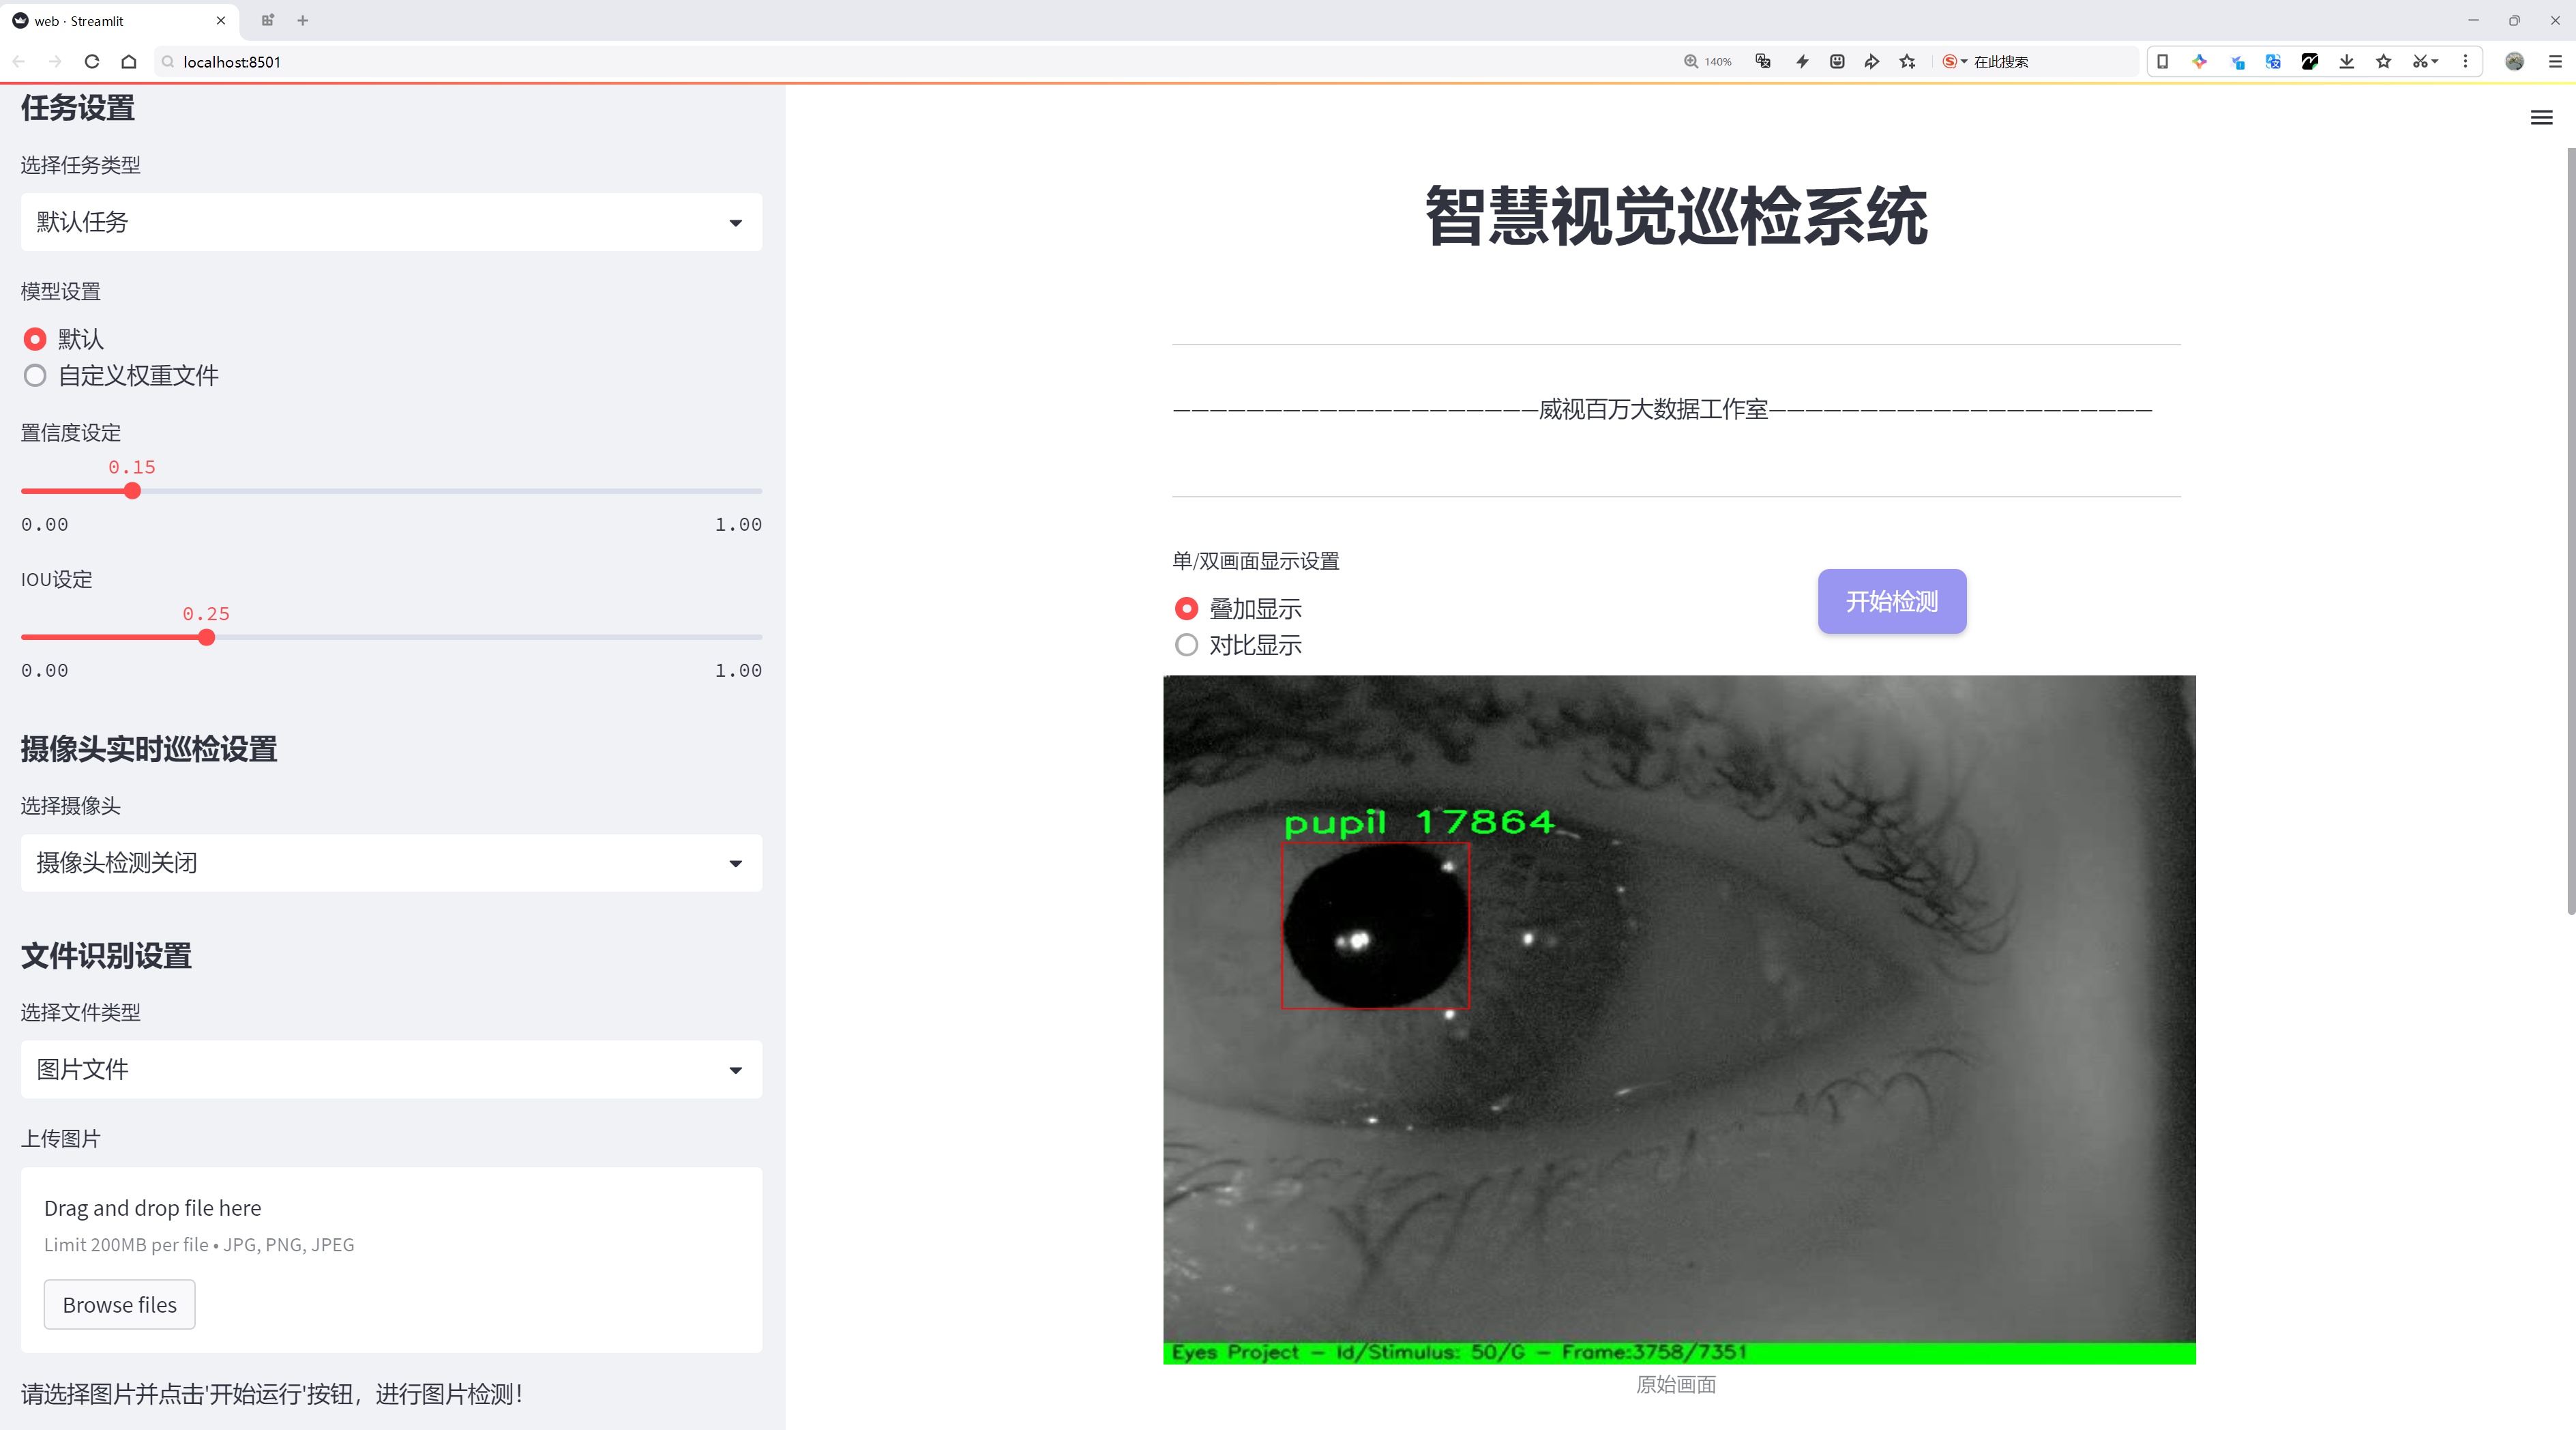 web · Streamlit
localhost:8501
140%
在此搜索
任务设置
选择任务类型
默认任务
模型设置
默认
自定义权重文件
置信度设定
0.15
0.00
1.00
IOU设定
0.25
0.00
1.00
摄像头实时巡检设置
选择摄像头
摄像头检测关闭
文件识别设置
选择文件类型
图片文件
上传图片
Drag and drop file here
Limit 200MB per file • JPG, PNG, JPEG
Browse files
请选择图片并点击'开始运行'按钮，进行图片检测！
智慧视觉巡检系统
————————————————————威视百万大数据工作室—————————————————————
单/双画面显示设置
叠加显示
对比显示
开始检测
pupil 17864
Eyes Project - Id/Stimulus: 50/G - Frame:3758/7351
原始画面